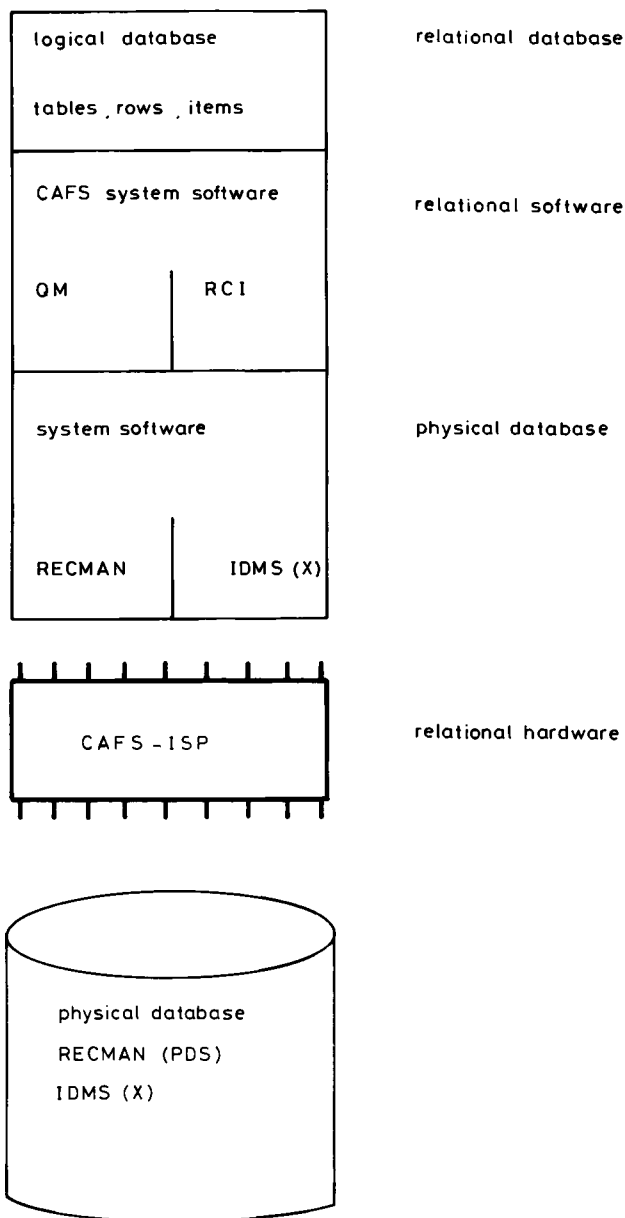 logical database relational database
tables, rows, items
CAFS system software relational software
QM RCI
system software physical database
RECMAN IDMS (X)
CAFS-ISP relational hardware
physical database
RECMAN (PDS)
IDMS (X)